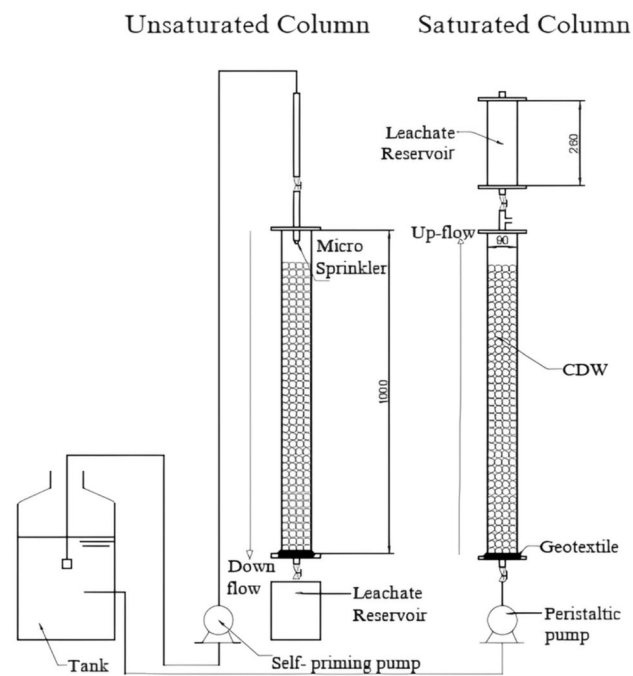 Unsaturated Column
Saturated Column
Leachate
Reservoir
260
Up-flow
90
Micro
Sprinkler
1000
CDW
Down
flow
Geotextile
Leachate
Reservoir
Peristaltic
pump
Tank
Self- priming pump